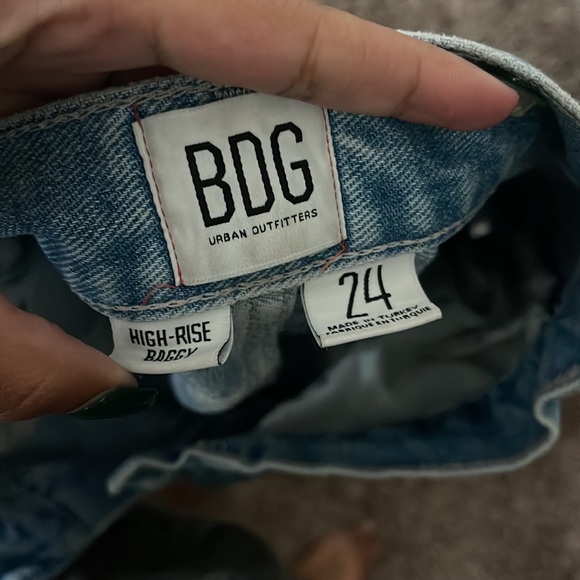 BDG
URBAN OUTFITTERS
24
MADE IN TURKEY
FABRIQUE EN TURQUIE
HIGH-RISE
BAGGY